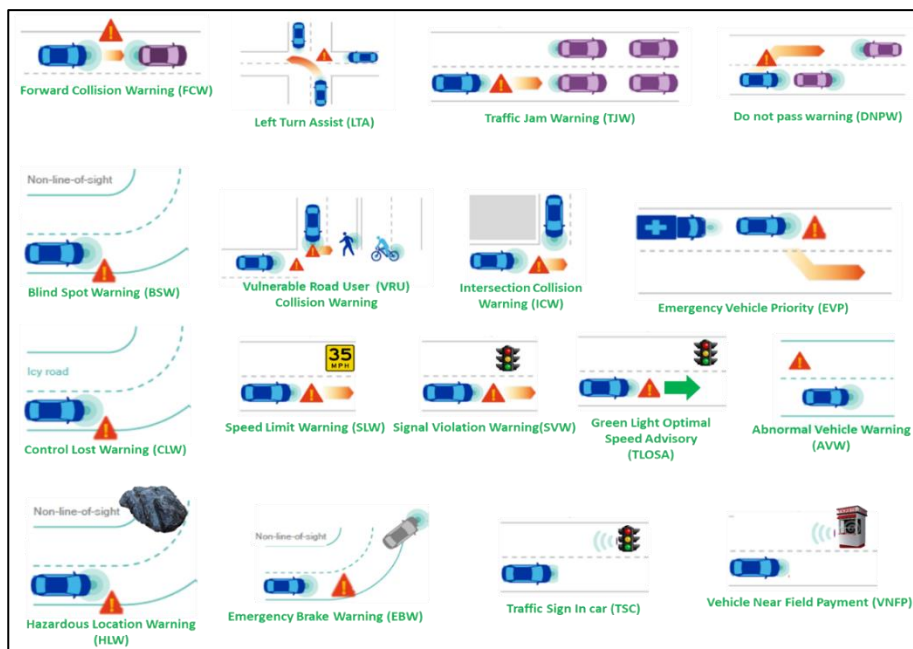 Forward Collision Warning (FCW)
Left Turn Assist (LTA)
Traffic Jam Warning (TJW)
Do not pass warning (DNPW)
Non-line-of-sight
Blind Spot Warning (BSW)
Vulnerable Road User (VRU)
Collision Warning
Intersection Collision
Warning (ICW)
Emergency Vehicle Priority (EVP)
Icy road
Control Lost Warning (CLW)
35
MPH
Speed Limit Warning (SLW)
Signal Violation Warning(SVW)
Green Light Optimal
Speed Advisory
(TLOSA)
Abnormal Vehicle Warning
(AVW)
Non-line-of-sight
Hazardous Location Warning
(HLW)
Non-line-of-sight
Emergency Brake Warning (EBW)
Traffic Sign In car (TSC)
Vehicle Near Field Payment (VNFP)